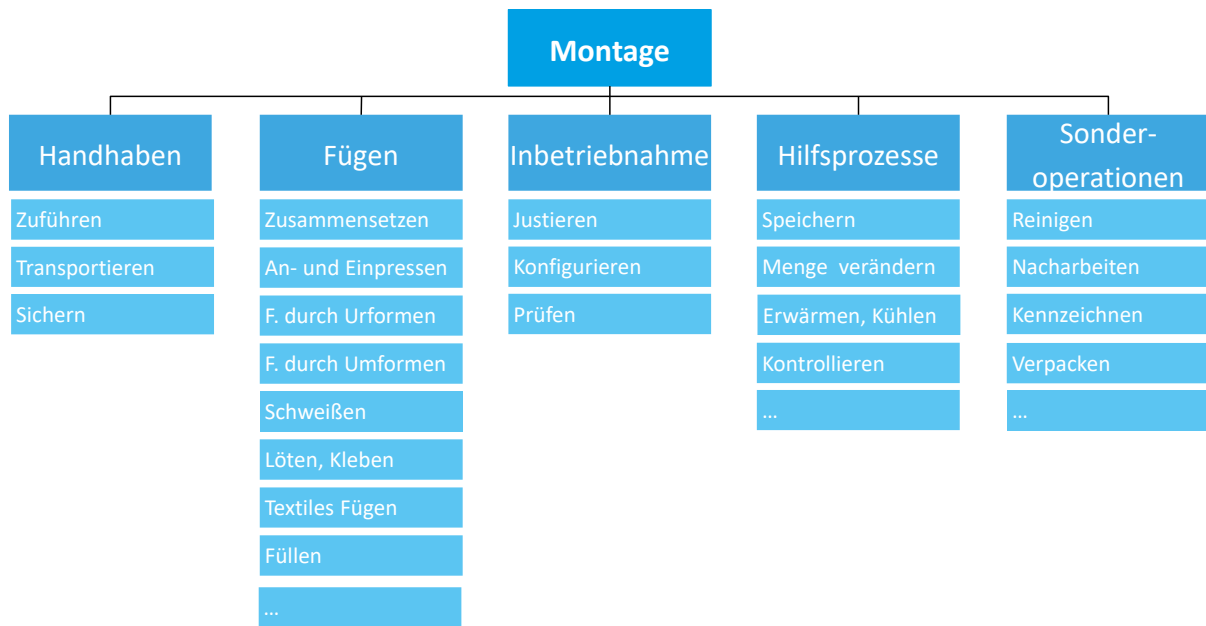 Montage
Handhaben
Zuführen
Transportieren
Sichern
Fügen
Zusammensetzen
An- und Einpressen
F. durch Urformen
F. durch Umformen
Schweißen
Löten, Kleben
Textiles Fügen
Füllen
...
Inbetriebnahme
Justieren
Konfigurieren
Prüfen
Hilfsprozesse
Speichern
Menge verändern
Erwärmen, Kühlen
Kontrollieren
...
Sonder-
operationen
Reinigen
Nacharbeiten
Kennzeichnen
Verpacken
...